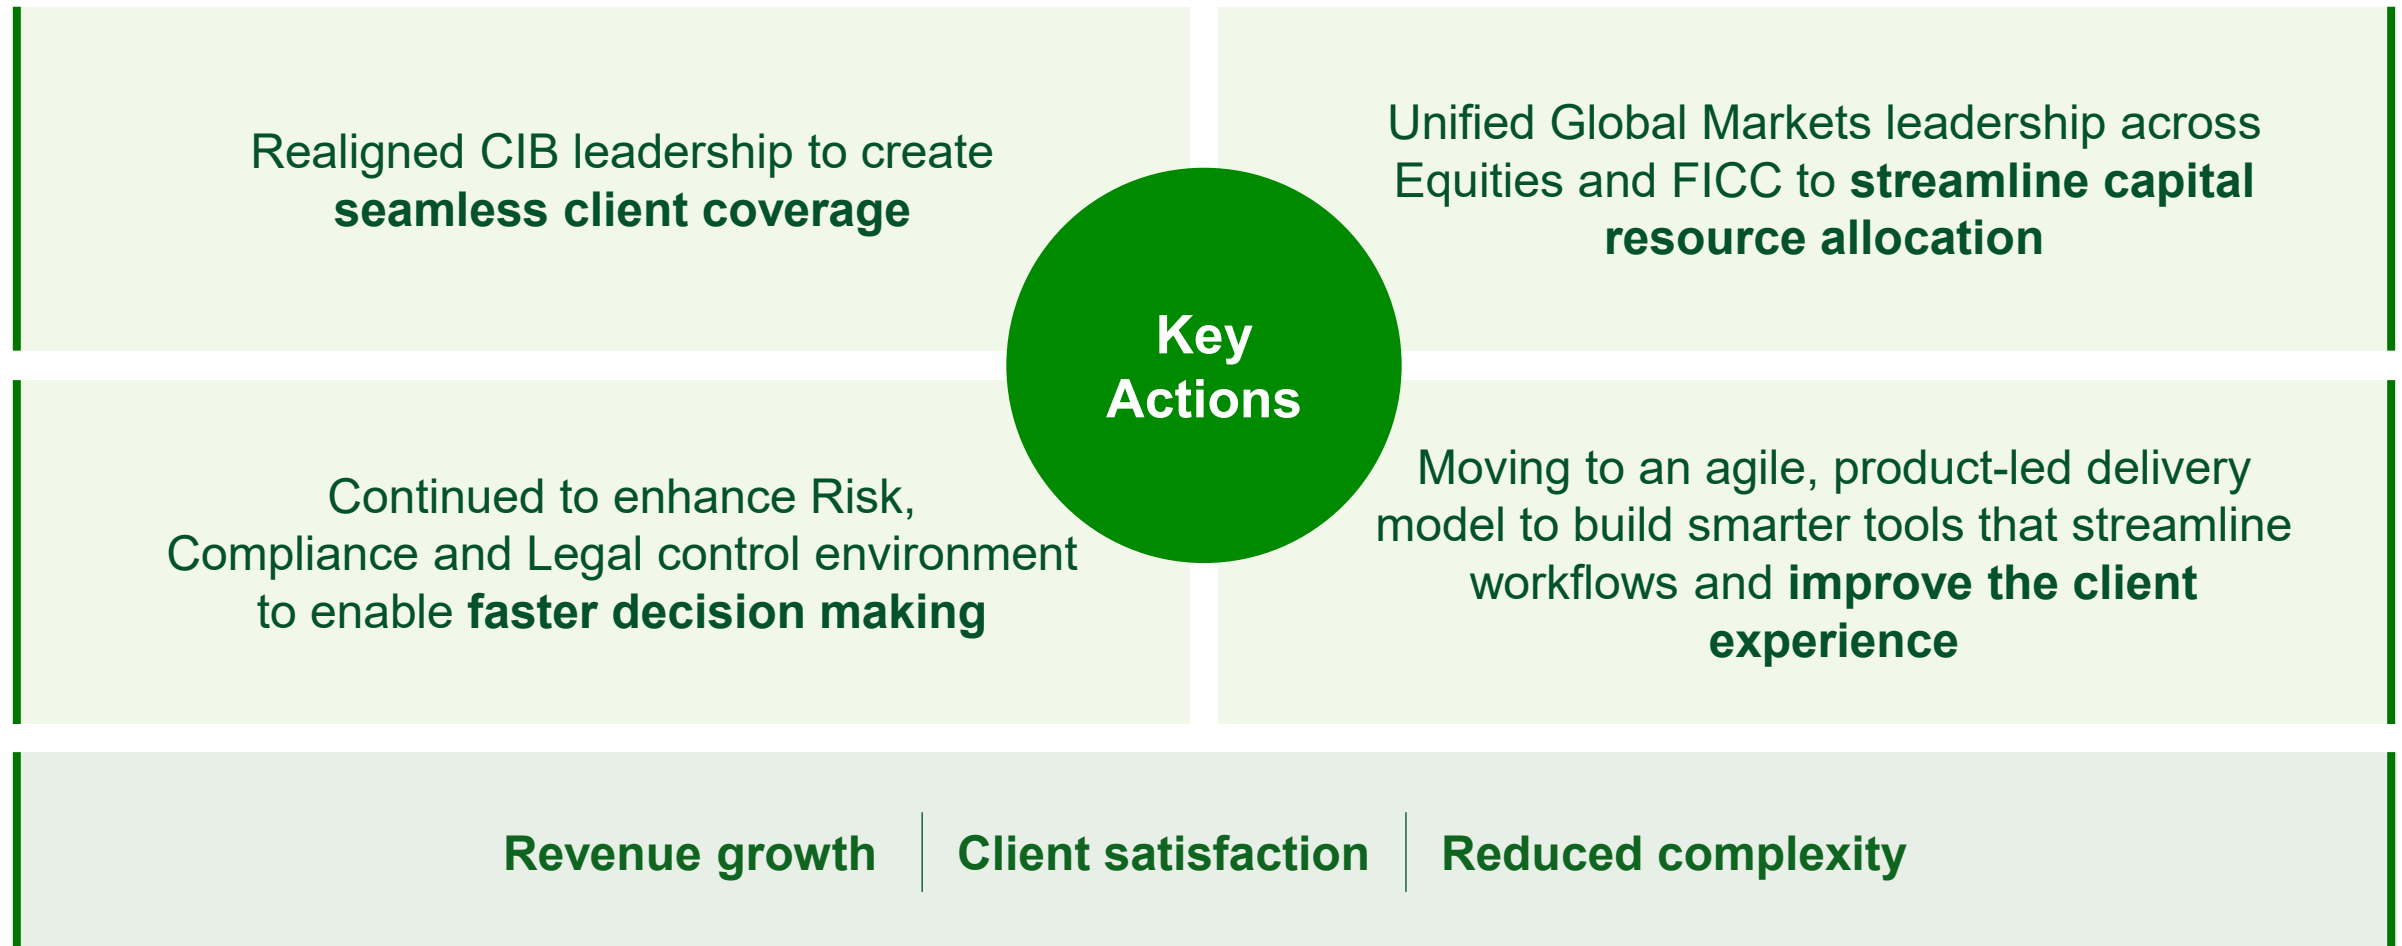 Realigned CIB leadership to create
seamless client coverage
Unified Global Markets leadership across
Equities and FICC to streamline capital
resource allocation
Key
Actions
Continued to enhance Risk,
Compliance and Legal control environment
to enable faster decision making
Moving to an agile, product-led delivery
model to build smarter tools that streamline
workflows and improve the client
experience
Revenue growth
Client satisfaction
Reduced complexity